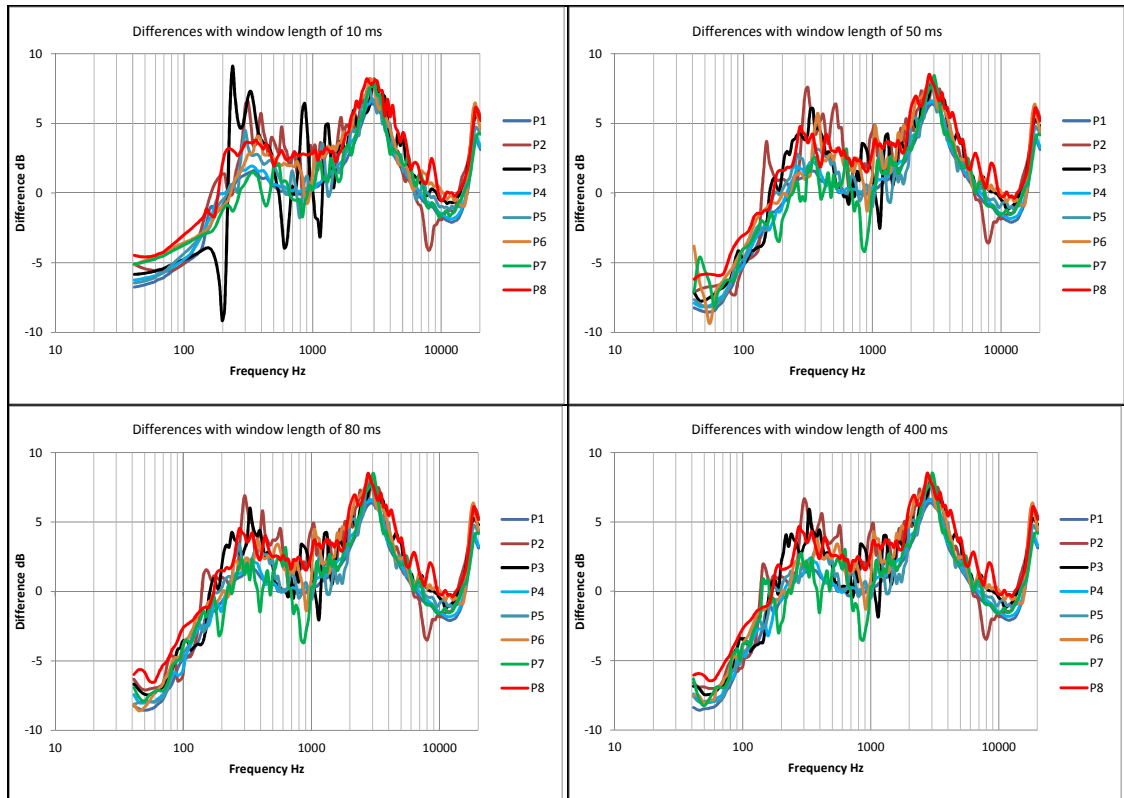 Differences with window length of 10 ms
Difference dB
10
5
0
-5
-10
10
100
1000
10000
Frequency Hz
P1
P2
P3
P4
P5
P6
P7
P8
Differences with window length of 50 ms
Difference dB
10
5
0
-5
-10
10
100
1000
10000
Frequency Hz
P1
P2
P3
P4
P5
P6
P7
P8
Differences with window length of 80 ms
Difference dB
10
5
0
-5
-10
10
100
1000
10000
Frequency Hz
P1
P2
P3
P4
P5
P6
P7
P8
Differences with window length of 400 ms
Difference dB
10
5
0
-5
-10
10
100
1000
10000
Frequency Hz
P1
P2
P3
P4
P5
P6
P7
P8